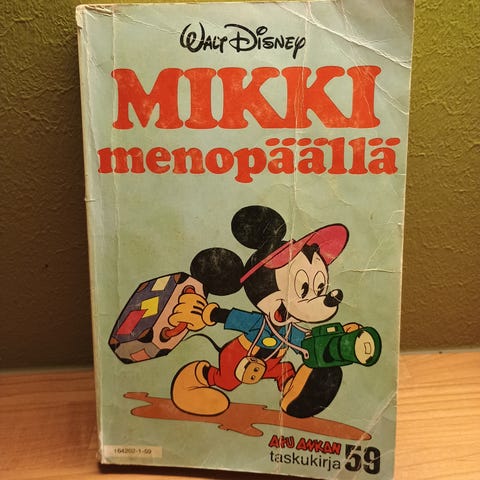 Walt Disney
MIKKI
menopäällä
AKU ANKAN
taskukirja 59
164202-1-59